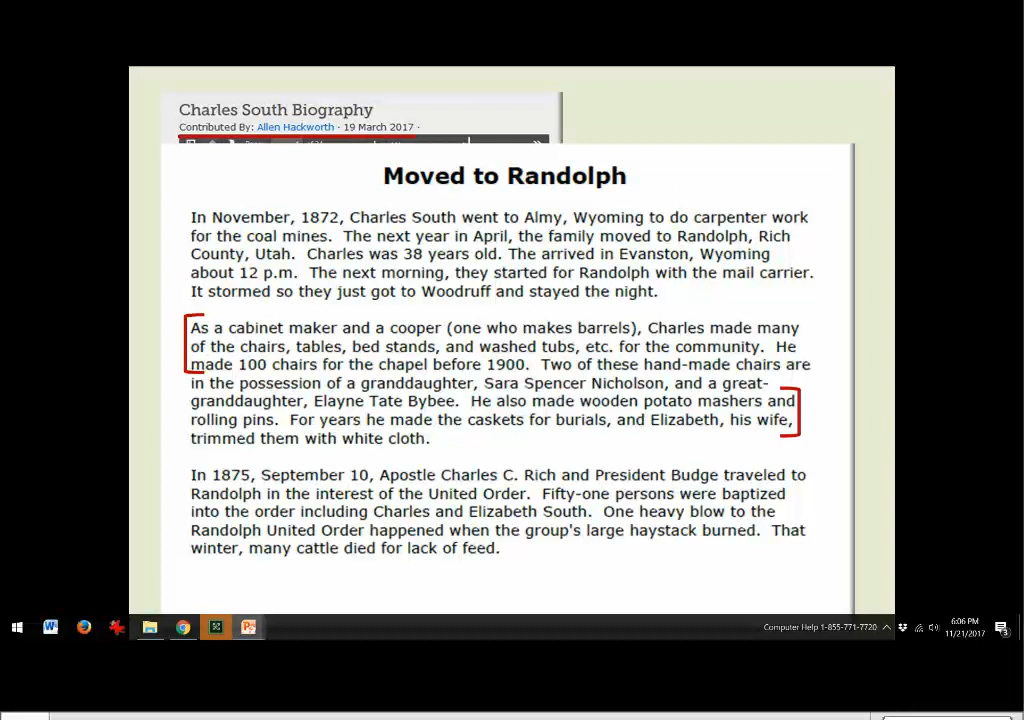 Charles South Biography
Contributed By: Allen Hackworth · 19 March 2017 ·
Moved to Randolph
In November, 1872, Charles South went to Almy, Wyoming to do carpenter work
for the coal mines.  The next year in April, the family moved to Randolph, Rich
County, Utah.  Charles was 38 years old. The arrived in Evanston, Wyoming
about 12 p.m.  The next morning, they started for Randolph with the mail carrier.
It stormed so they just got to Woodruff and stayed the night.
As a cabinet maker and a cooper (one who makes barrels), Charles made many
of the chairs, tables, bed stands, and washed tubs, etc. for the community.  He
made 100 chairs for the chapel before 1900.  Two of these hand-made chairs are
in the possession of a granddaughter, Sara Spencer Nicholson, and a great-
granddaughter, Elayne Tate Bybee.  He also made wooden potato mashers and
rolling pins.  For years he made the caskets for burials, and Elizabeth, his wife,
trimmed them with white cloth.
In 1875, September 10, Apostle Charles C. Rich and President Budge traveled to
Randolph in the interest of the United Order.  Fifty-one persons were baptized
into the order including Charles and Elizabeth South.  One heavy blow to the
Randolph United Order happened when the group's large haystack burned.  That
winter, many cattle died for lack of feed.
Computer Help 1-855-771-7720
6:06 PM
11/21/2017
3